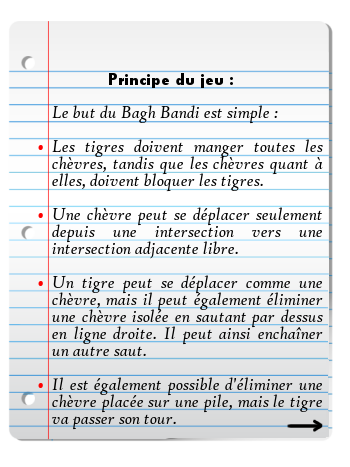 Principe du jeu :
Le but du Bagh Bandi est simple :
• Les tigres doivent manger toutes les
chèvres, tandis que les chèvres quant à
elles, doivent bloquer les tigres.
• Une chèvre peut se déplacer seulement
depuis une intersection vers une
intersection adjacente libre.
• Un tigre peut se déplacer comme une
chèvre, mais il peut également éliminer
une chèvre isolée en sautant par dessus
en ligne droite. Il peut ainsi enchaîner
un autre saut.
• Il est également possible d'éliminer une
chèvre placée sur une pile, mais le tigre
va passer son tour.